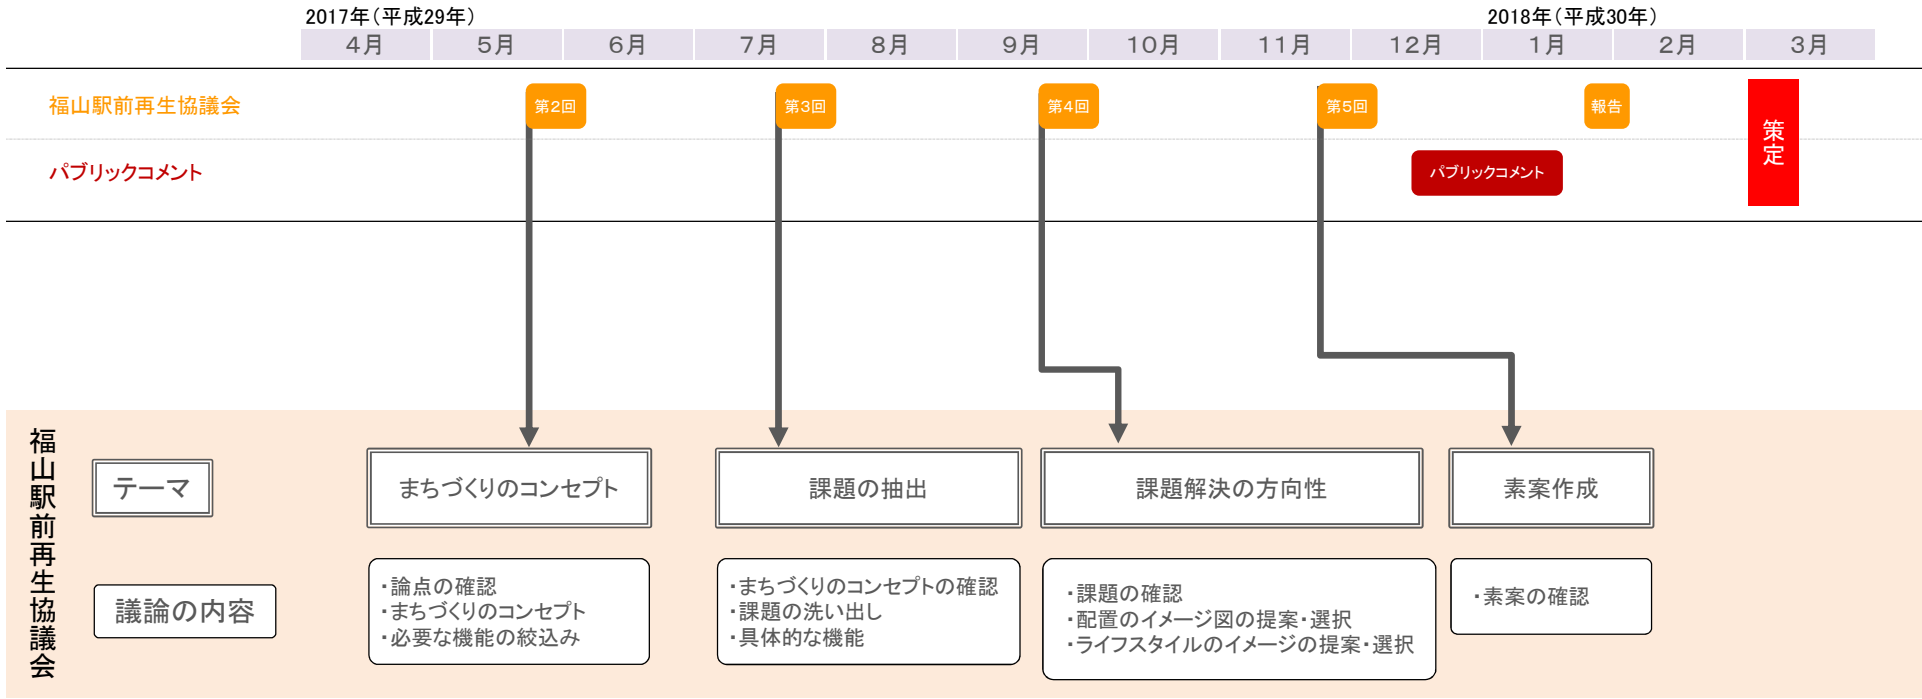 2017年(平成29年)
2018年(平成30年)
4月
5月
6月
7月
8月
9月
10月
11月
12月
1月
2月
3月
福山駅前再生協議会
第2回
第3回
第4回
第5回
報告
策定
パブリックコメント
パブリックコメント
福山駅前再生協議会
テーマ
まちづくりのコンセプト
課題の抽出
課題解決の方向性
素案作成
議論の内容
・論点の確認
・まちづくりのコンセプト
・必要な機能の絞込み
・まちづくりのコンセプトの確認
・課題の洗い出し
・具体的な機能
・課題の確認
・配置のイメージ図の提案・選択
・ライフスタイルのイメージの提案・選択
・素案の確認